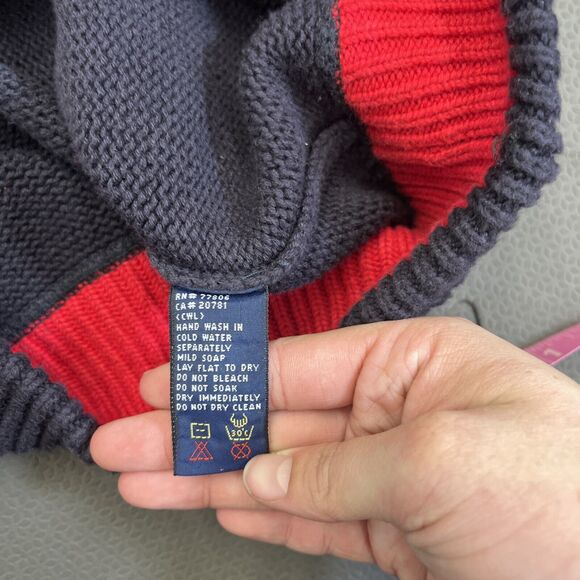 RN# 77806
CA# 20781
(CWL)
HAND WASH IN
COLD WATER
SEPARATELY
MILD SOAP
LAY FLAT TO DRY
DO NOT BLEACH
DO NOT SOAK
DRY IMMEDIATELY
DO NOT DRY CLEAN
30°C
1